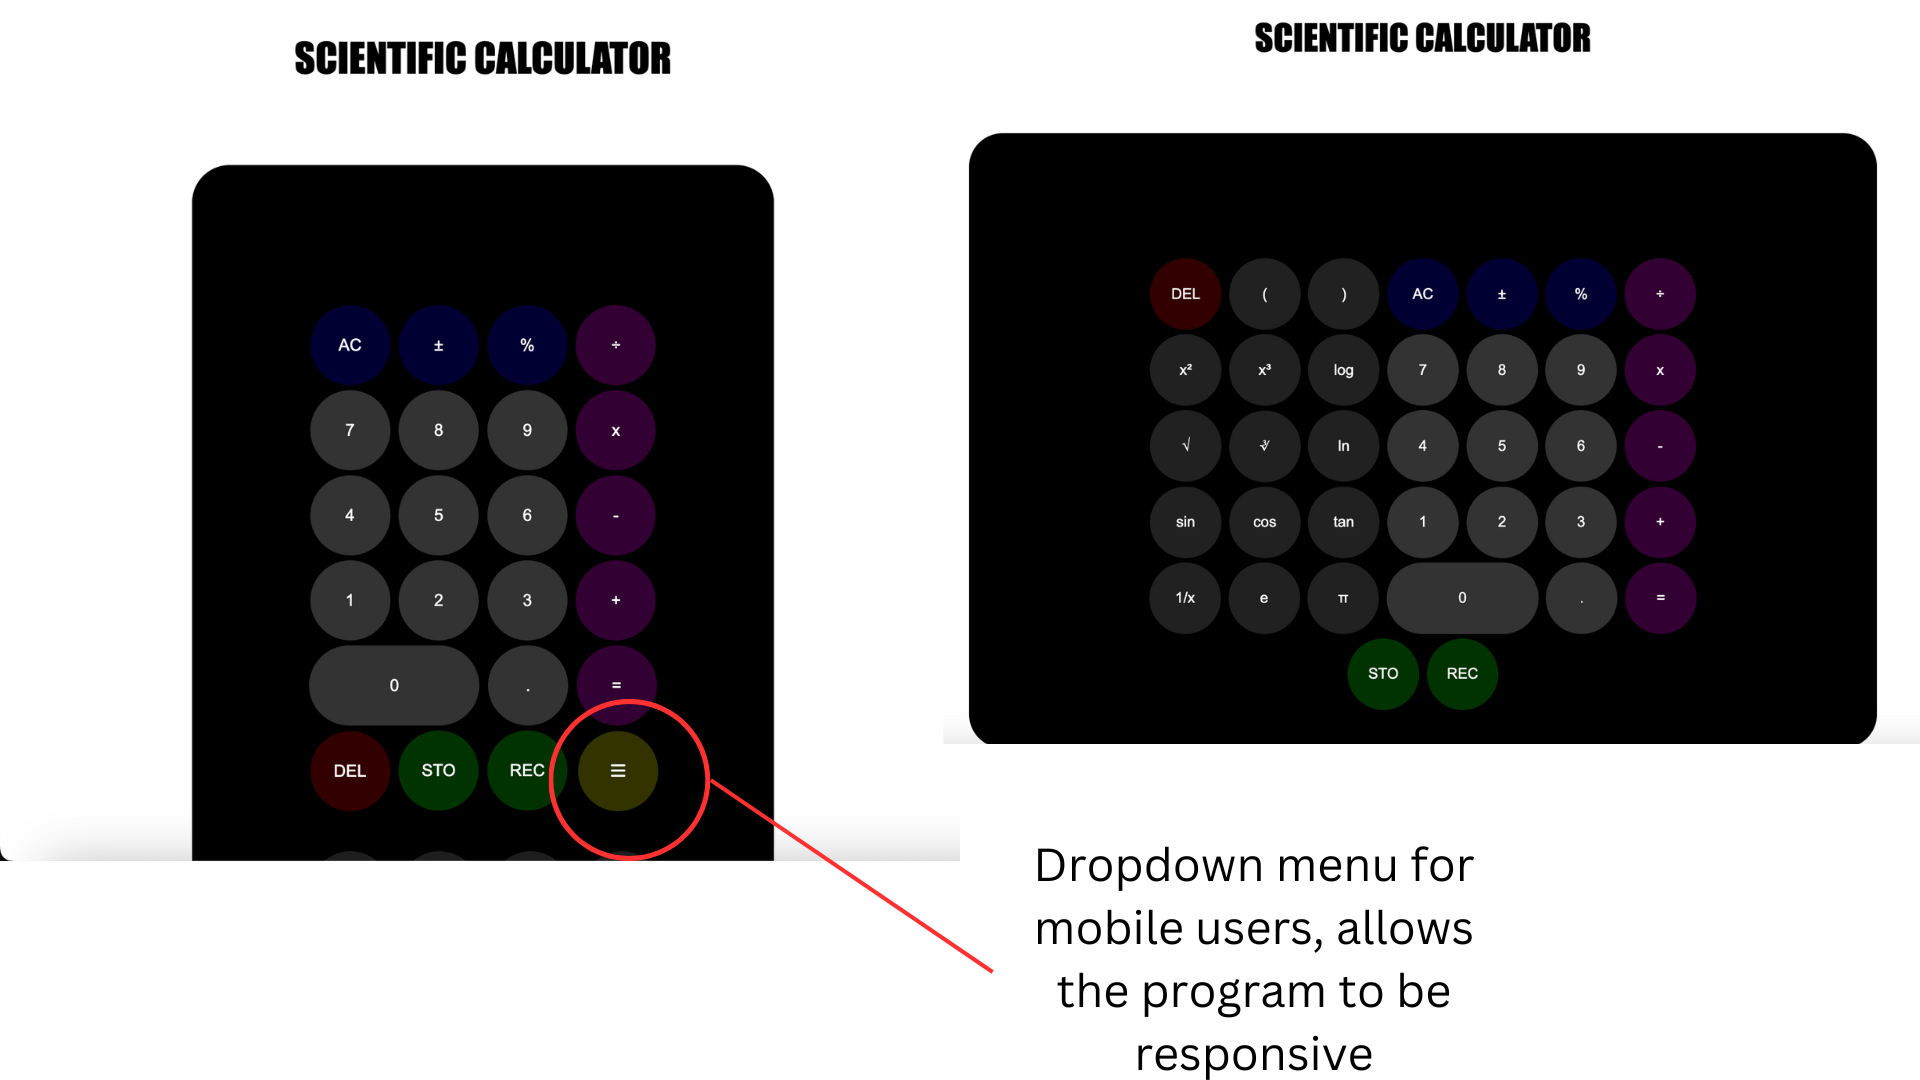 SCIENTIFIC CALCULATOR
AC ± % ÷
7 8 9 x
4 5 6 -
1 2 3 +
0 . =
DEL STO REC ☰
SCIENTIFIC CALCULATOR
DEL ( ) AC ± % ÷
x² x³ log 7 8 9 x
√ ∛ ln 4 5 6 -
sin cos tan 1 2 3 +
1/x e π 0 . =
STO REC
Dropdown menu for
mobile users, allows
the program to be
responsive